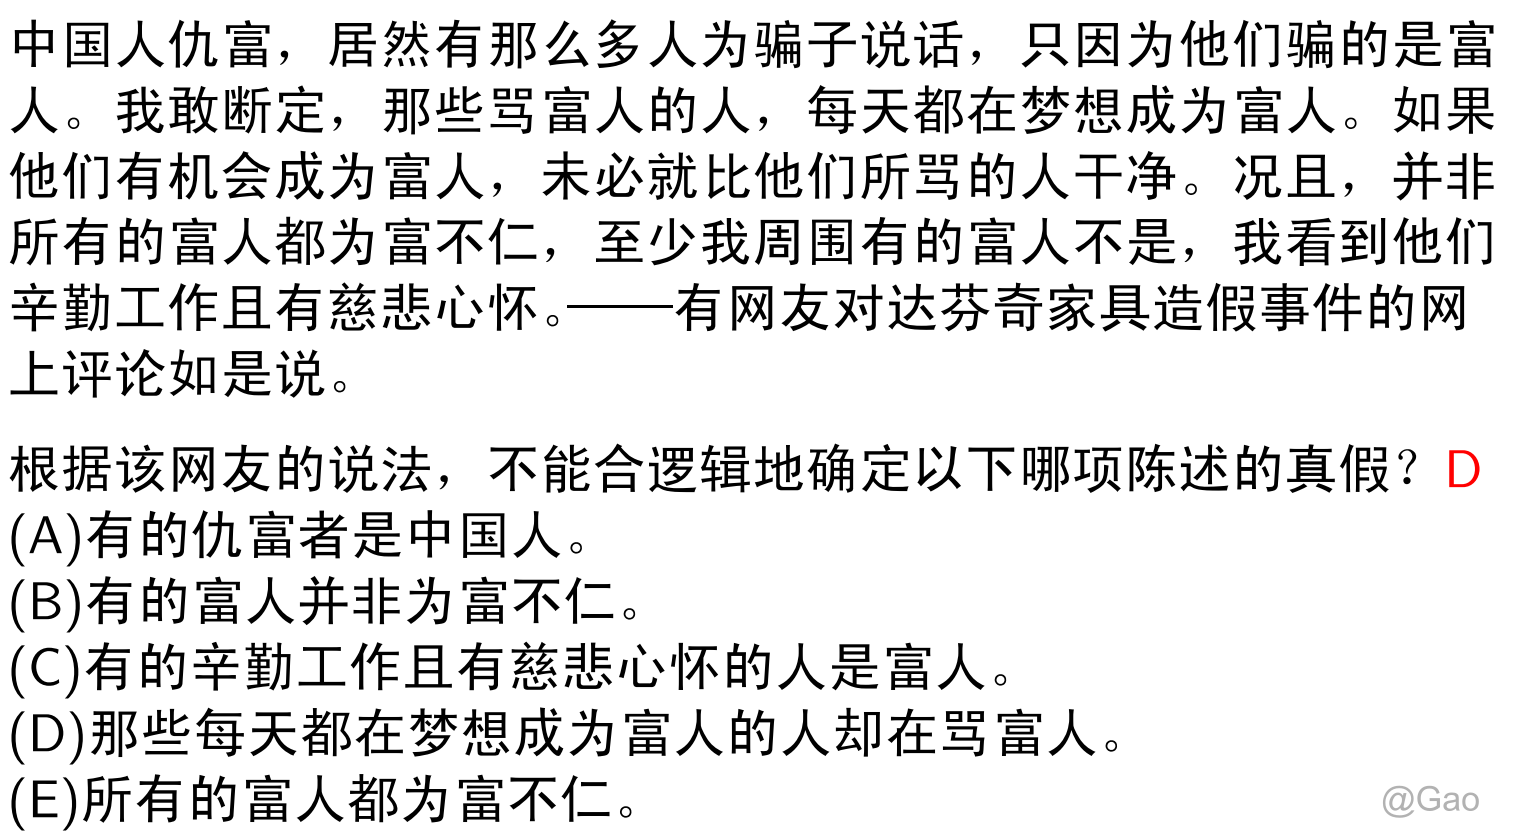 中国人仇富，居然有那么多人为骗子说话，只因为他们骗的是富
人。我敢断定，那些骂富人的人，每天都在梦想成为富人。如果
他们有机会成为富人，未必就比他们所骂的人干净。况且，并非
所有的富人都为富不仁，至少我周围有的富人不是，我看到他们
辛勤工作且有慈悲心怀。——有网友对达芬奇家具造假事件的网
上评论如是说。
根据该网友的说法，不能合逻辑地确定以下哪项陈述的真假？D
(A)有的仇富者是中国人。
(B)有的富人并非为富不仁。
(C)有的辛勤工作且有慈悲心怀的人是富人。
(D)那些每天都在梦想成为富人的人却在骂富人。
(E)所有的富人都为富不仁。
@Gao